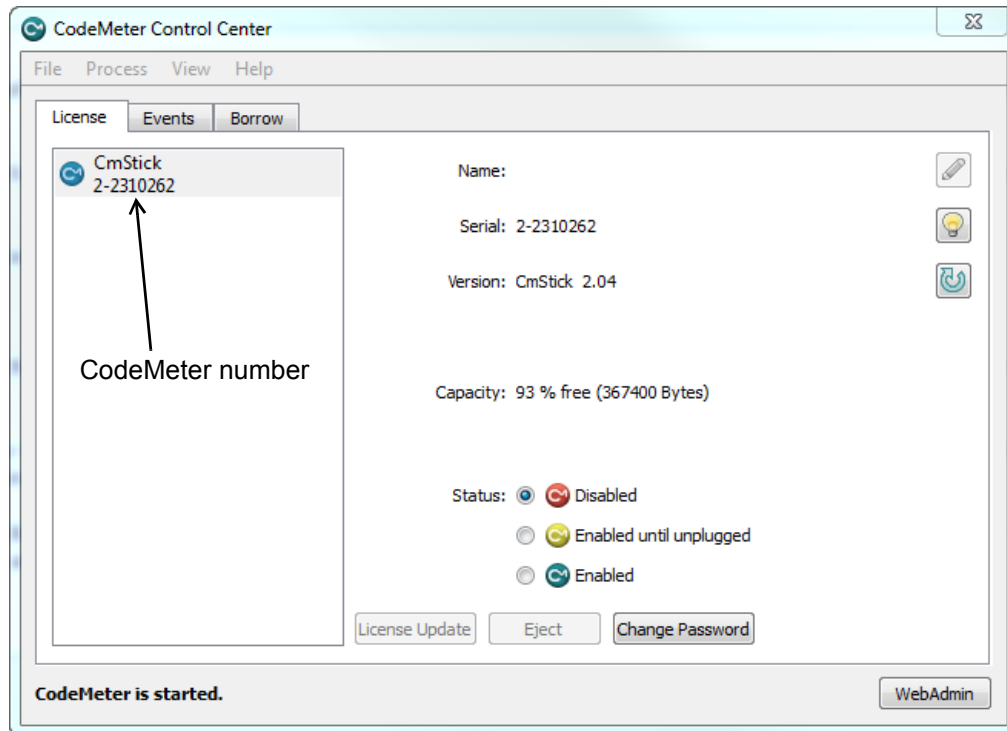 CodeMeter Control Center
File Process View Help
License Events Borrow
CmStick
2-2310262
CodeMeter number
Name:
Serial: 2-2310262
Version: CmStick 2.04
Capacity: 93 % free (367400 Bytes)
Status: Disabled
Enabled until unplugged
Enabled
License Update Eject Change Password
CodeMeter is started.
WebAdmin